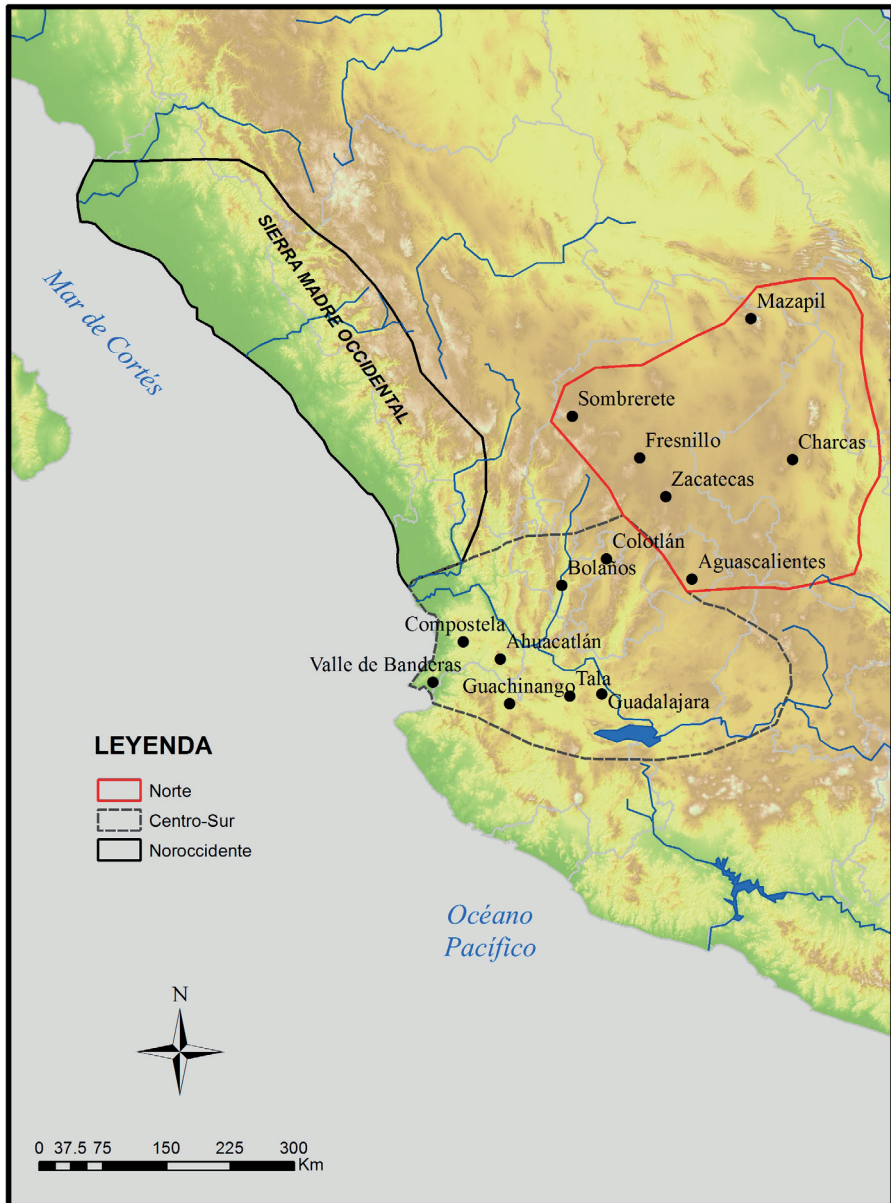 Mar de Cortés
SIERRA MADRE OCCIDENTAL
Mazapil
Sombrerete
Fresnillo
Charcas
Zacatecas
Colotlán
Bolaños
Aguascalientes
Compostela
Ahuacatlán
Valle de Banderas
Guachinango
Tala
Guadalajara
LEYENDA
Norte
Centro-Sur
Noroccidente
Océano
Pacífico
N
0 37.5 75 150 225 300
Km